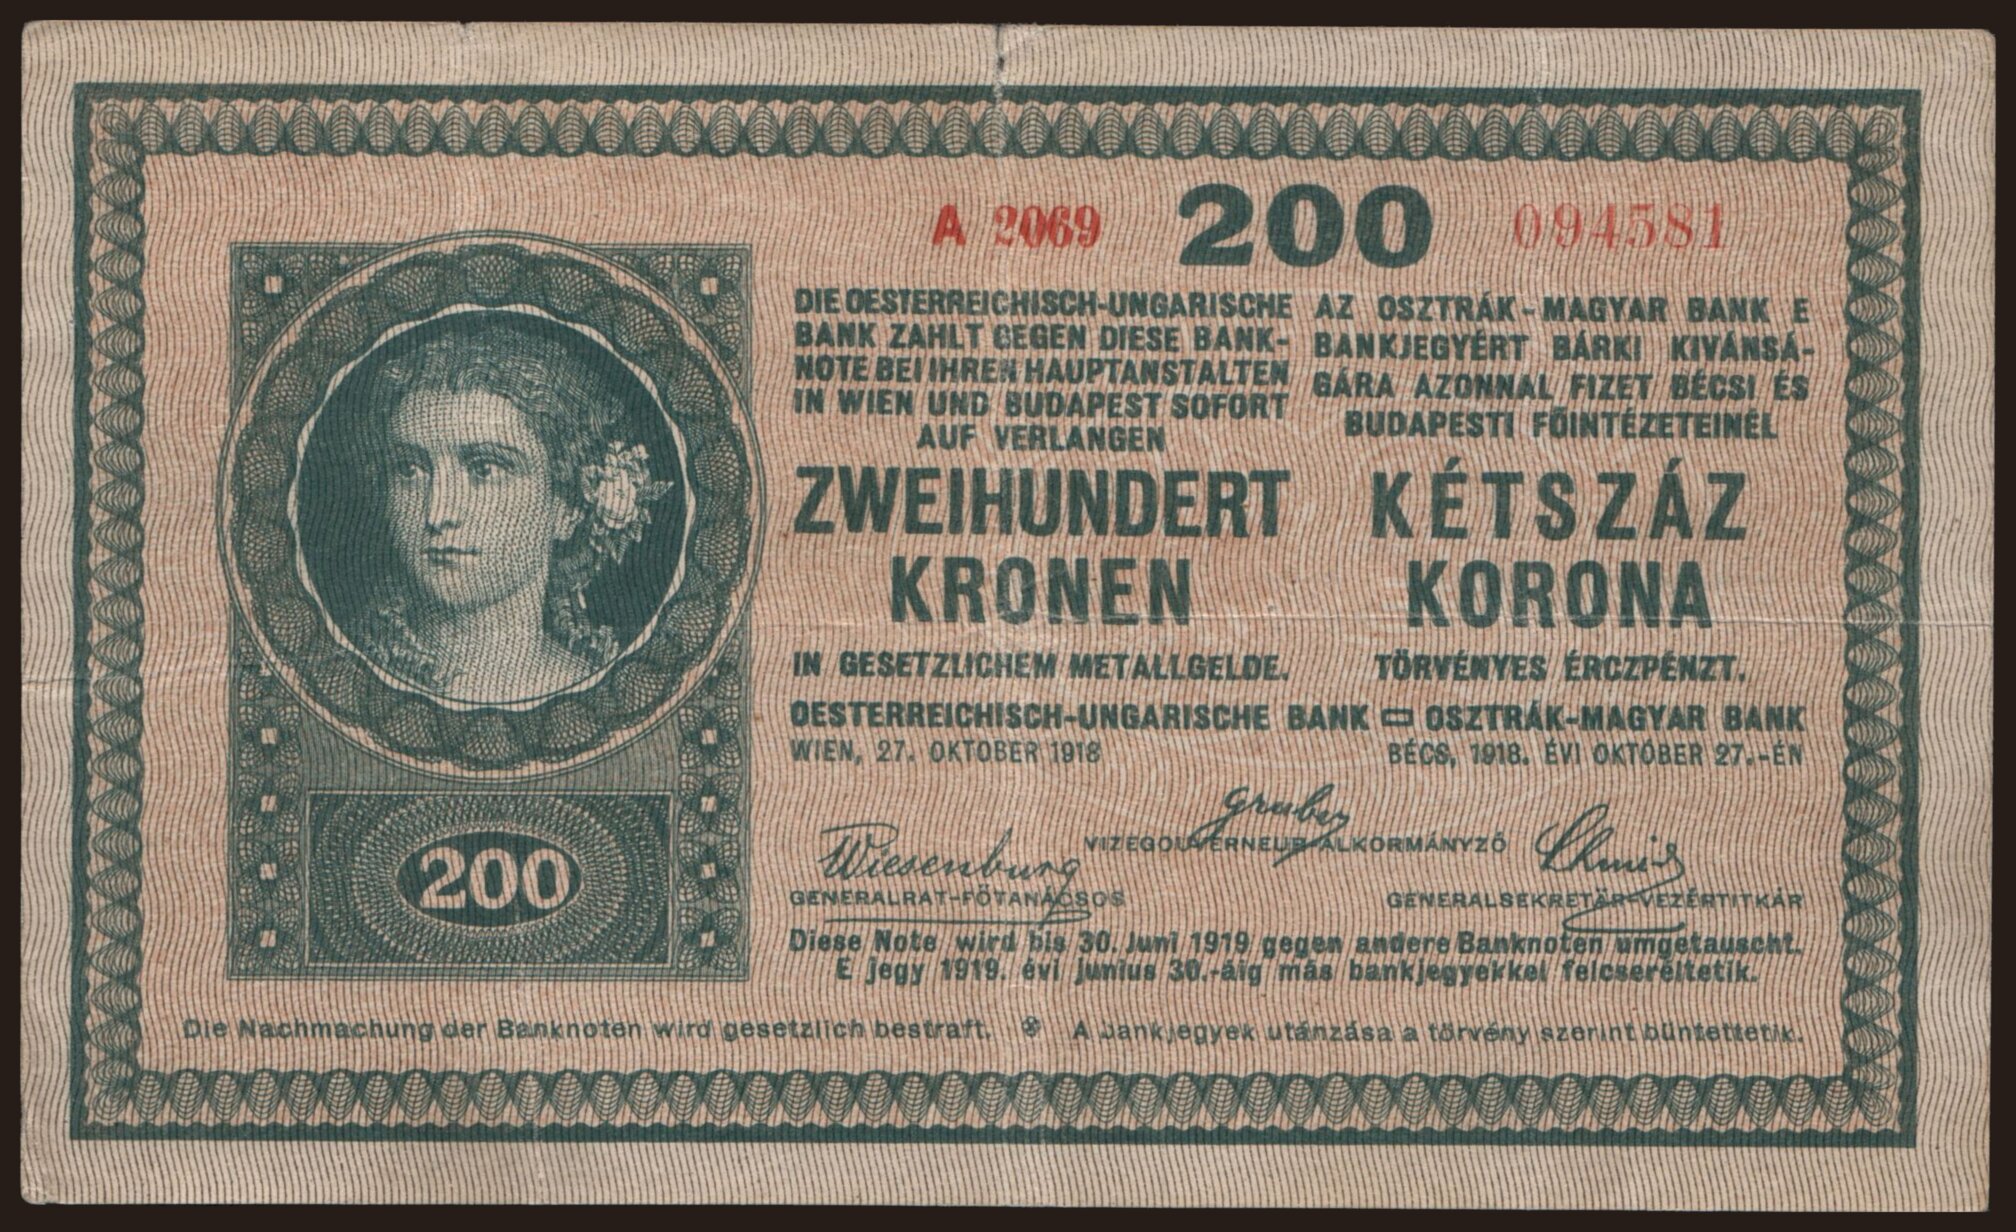 A 2069 200 094581
DIE OESTERREICHISCH-UNGARISCHE
BANK ZAHLT GEGEN DIESE BANK-
NOTE BEI IHREN HAUPTANSTALTEN
IN WIEN UND BUDAPEST SOFORT
AUF VERLANGEN
ZWEIHUNDERT
KRONEN
IN GESETZLICHEM METALLGELDE.
AZ OSZTRÁK-MAGYAR BANK E
BANKJEGYÉRT BÁRKI KIVÁNSÁ-
GÁRA AZONNAL FIZET BÉCSI ÉS
BUDAPESTI FŐINTÉZETEINÉL
KÉTSZÁZ
KORONA
TÖRVÉNYES ÉRCZPÉNZT.
OESTERREICHISCH-UNGARISCHE BANK OSZTRÁK-MAGYAR BANK
WIEN, 27. OKTOBER 1918 BÉCS, 1918. ÉVI OKTÓBER 27.-ÉN
Gruber
VIZEGOUVERNEUR-ALKORMÁNYZÓ
Wiesenburg Schmid
GENERALRAT-FŐTANÁCSOS GENERALSEKRETÄR-VEZÉRTITKÁR
Diese Note wird bis 30. Juni 1919 gegen andere Banknoten umgetauscht.
E jegy 1919. évi junius 30.-áig más bankjegyekkel felcseréltetik.
200
Die Nachmachung der Banknoten wird gesetzlich bestraft. A bankjegyek utánzása a törvény szerint büntettetik.